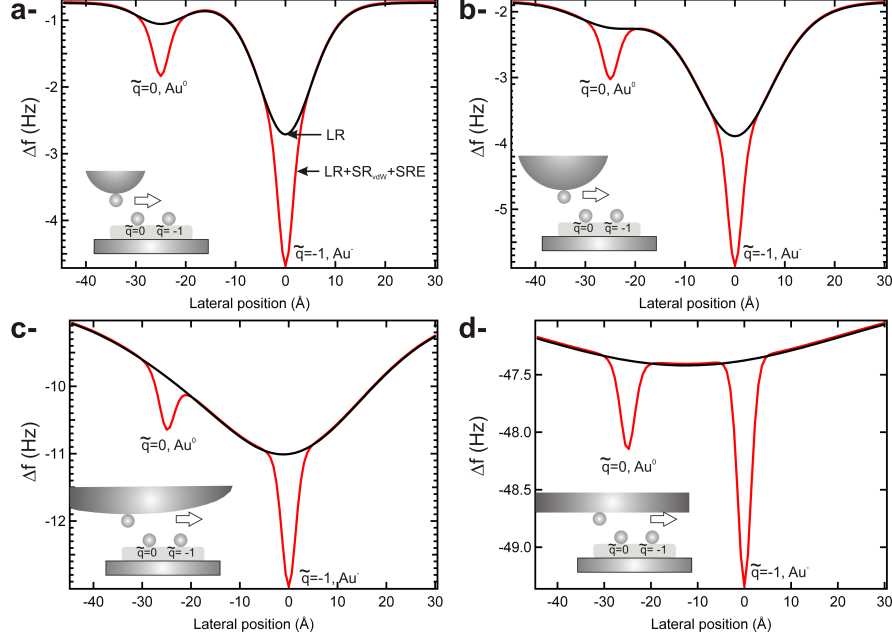 a-
Δf (Hz)
-1
-2
-3
-4
q̃=0, Au⁰
LR
LR+SR_vdW+SRE
q̃=0 q̃= -1
q̃=-1, Au⁻
-40 -30 -20 -10 0 10 20 30
Lateral position (Å)
b-
Δf (Hz)
-2
-3
-4
-5
q̃=0, Au⁰
q̃=0 q̃= -1
q̃=-1, Au⁻
-40 -30 -20 -10 0 10 20 30
Lateral position (Å)
c-
Δf (Hz)
-10
-11
-12
q̃=0, Au⁰
q̃=0 q̃= -1
q̃=-1, Au⁻
-40 -30 -20 -10 0 10 20 30
Lateral position (Å)
d-
Δf (Hz)
-47.5
-48.0
-48.5
-49.0
q̃=0, Au⁰
q̃=0 q̃= -1
q̃=-1, Au⁻
-40 -30 -20 -10 0 10 20 30
Lateral position (Å)